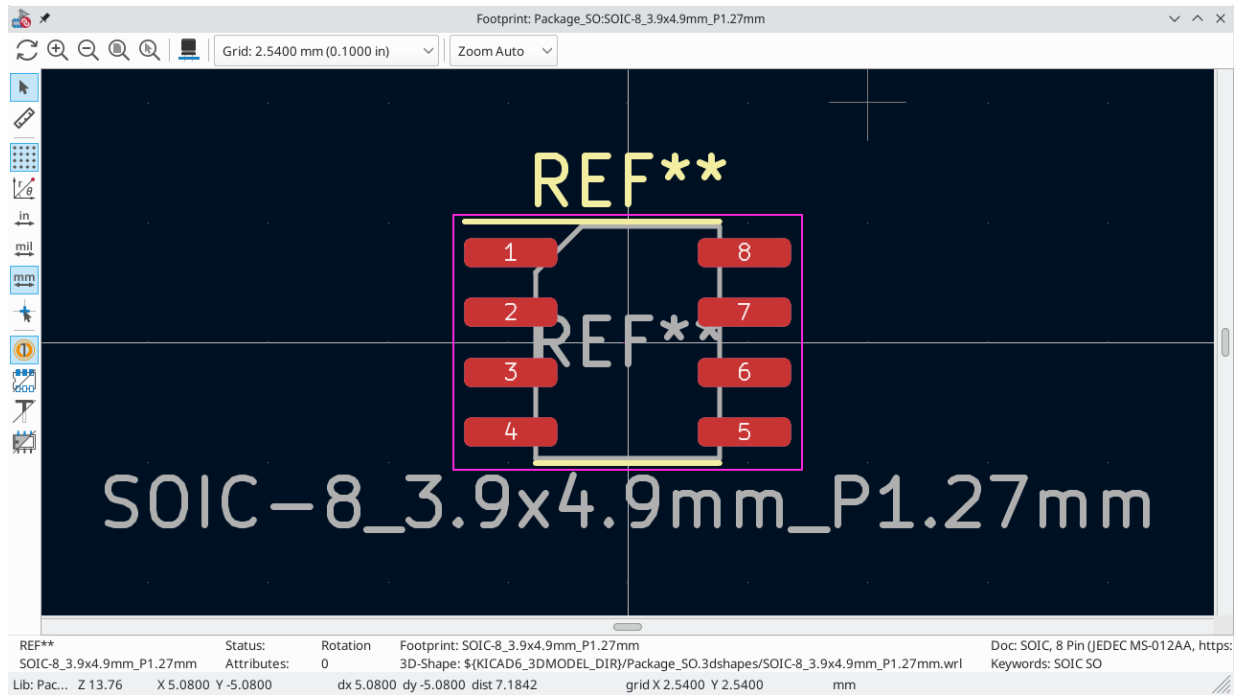 Footprint: Package_SO:SOIC-8_3.9x4.9mm_P1.27mm
Grid: 2.5400 mm (0.1000 in) Zoom Auto
in
mil
mm
REF**
1 8
2 7
REF**
3 6
4 5
SOIC-8_3.9x4.9mm_P1.27mm
REF** Status: Rotation Footprint: SOIC-8_3.9x4.9mm_P1.27mm Doc: SOIC, 8 Pin (JEDEC MS-012AA, https:
SOIC-8_3.9x4.9mm_P1.27mm Attributes: 0 3D-Shape: ${KICAD6_3DMODEL_DIR}/Package_SO.3dshapes/SOIC-8_3.9x4.9mm_P1.27mm.wrl Keywords: SOIC SO
Lib: Pac... Z 13.76 X 5.0800 Y -5.0800 dx 5.0800 dy -5.0800 dist 7.1842 grid X 2.5400 Y 2.5400 mm